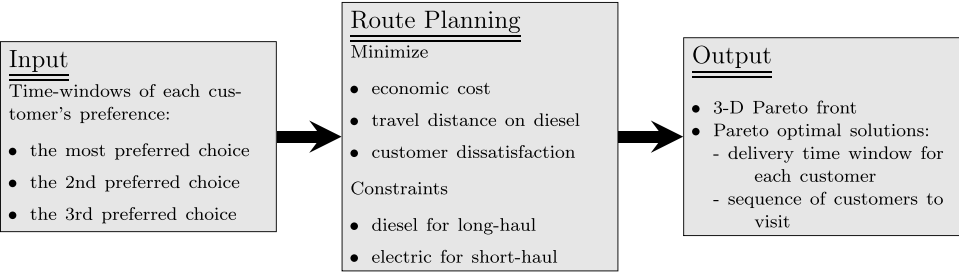 Input
Time-windows of each cus-
tomer's preference:
• the most preferred choice
• the 2nd preferred choice
• the 3rd preferred choice
Route Planning
Minimize
• economic cost
• travel distance on diesel
• customer dissatisfaction
Constraints
• diesel for long-haul
• electric for short-haul
Output
• 3-D Pareto front
• Pareto optimal solutions:
- delivery time window for
each customer
- sequence of customers to
visit